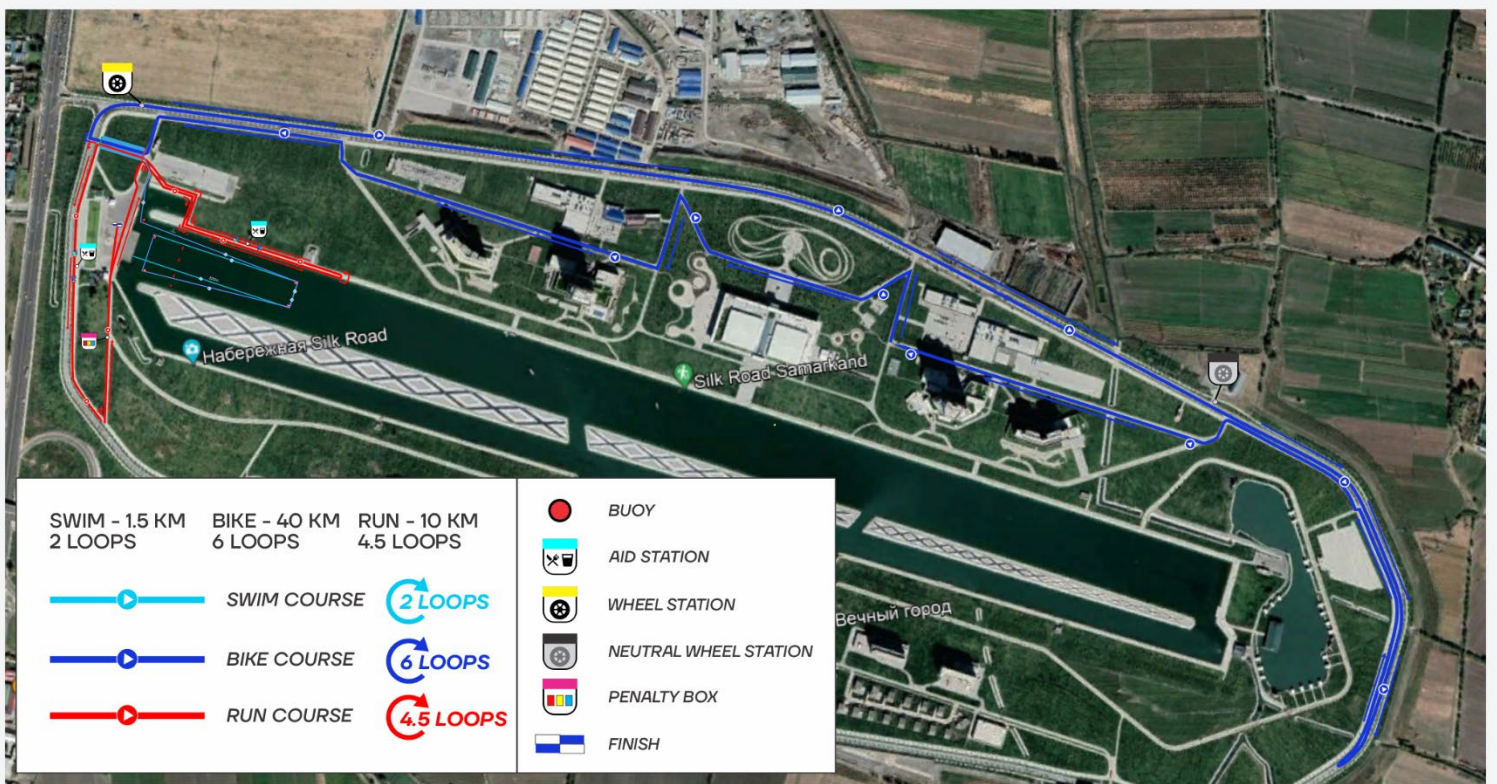 Набережная Silk Road
Silk Road Samarkand
Вечный город
SWIM - 1.5 KM
2 LOOPS
BIKE - 40 KM
6 LOOPS
RUN - 10 KM
4.5 LOOPS
SWIM COURSE
2 LOOPS
BIKE COURSE
6 LOOPS
RUN COURSE
4.5 LOOPS
BUOY
AID STATION
WHEEL STATION
NEUTRAL WHEEL STATION
PENALTY BOX
FINISH